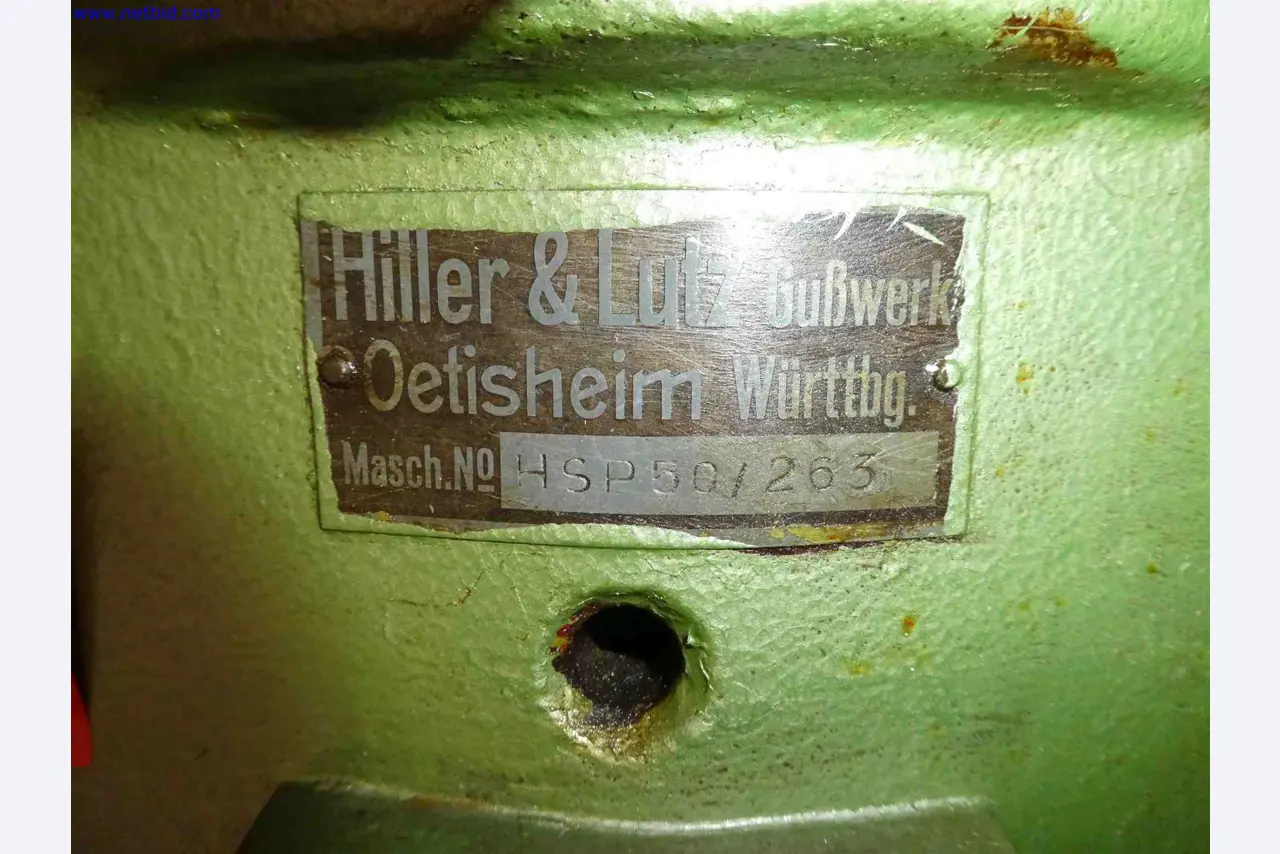 www.netbid.com
Hiller & Lutz Gußwerk
Oetisheim Württbg.
Masch.No HSP50/263